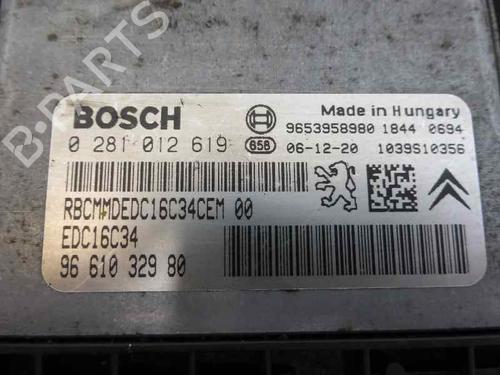 B-PARTS
BOSCH
Made in Hungary
9653958980 1844 0694
0 281 012 619
658
06-12-20 1039S10356
RBCMMDEDC16C34CEM 00
EDC16C34
96 610 329 80